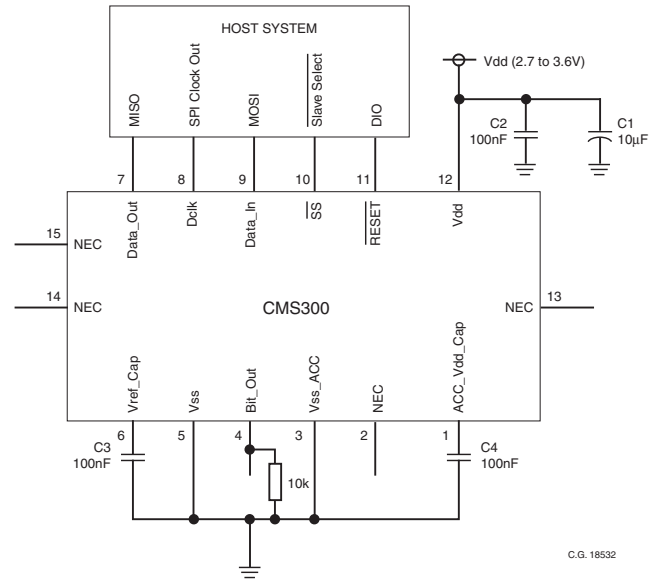 HOST SYSTEM
MISO
SPI Clock Out
MOSI
Slave Select
DIO
Vdd (2.7 to 3.6V)
C2
100nF
C1
10µF
7
8
9
10
11
12
Data_Out
Dclk
Data_In
SS
RESET
Vdd
15
NEC
14
NEC
CMS300
NEC
13
Vref_Cap
Vss
Bit_Out
Vss_ACC
NEC
ACC_Vdd_Cap
6
5
4
3
2
1
C3
100nF
10k
C4
100nF
C.G. 18532